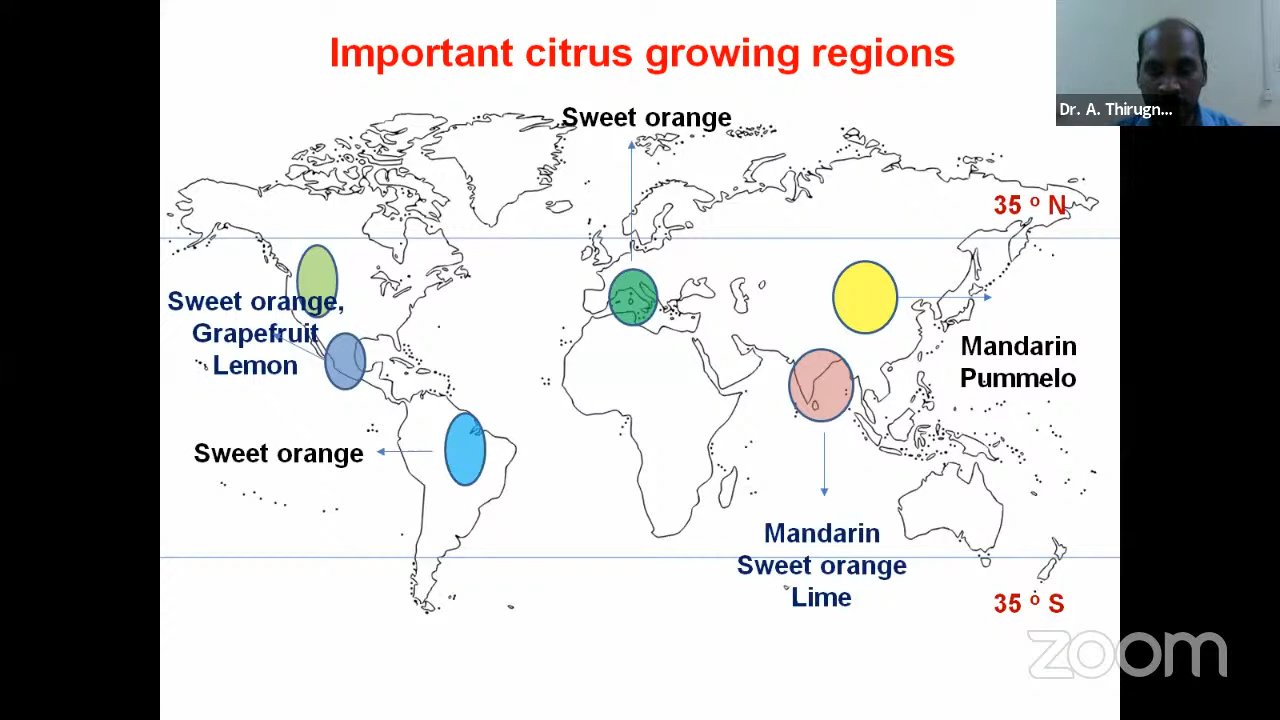 Important citrus growing regions
Dr. A. Thirugn...
Sweet orange
35 º N
Sweet orange,
Grapefruit
Lemon
Mandarin
Pummelo
Sweet orange
Mandarin
Sweet orange
Lime
35 º S
zoom